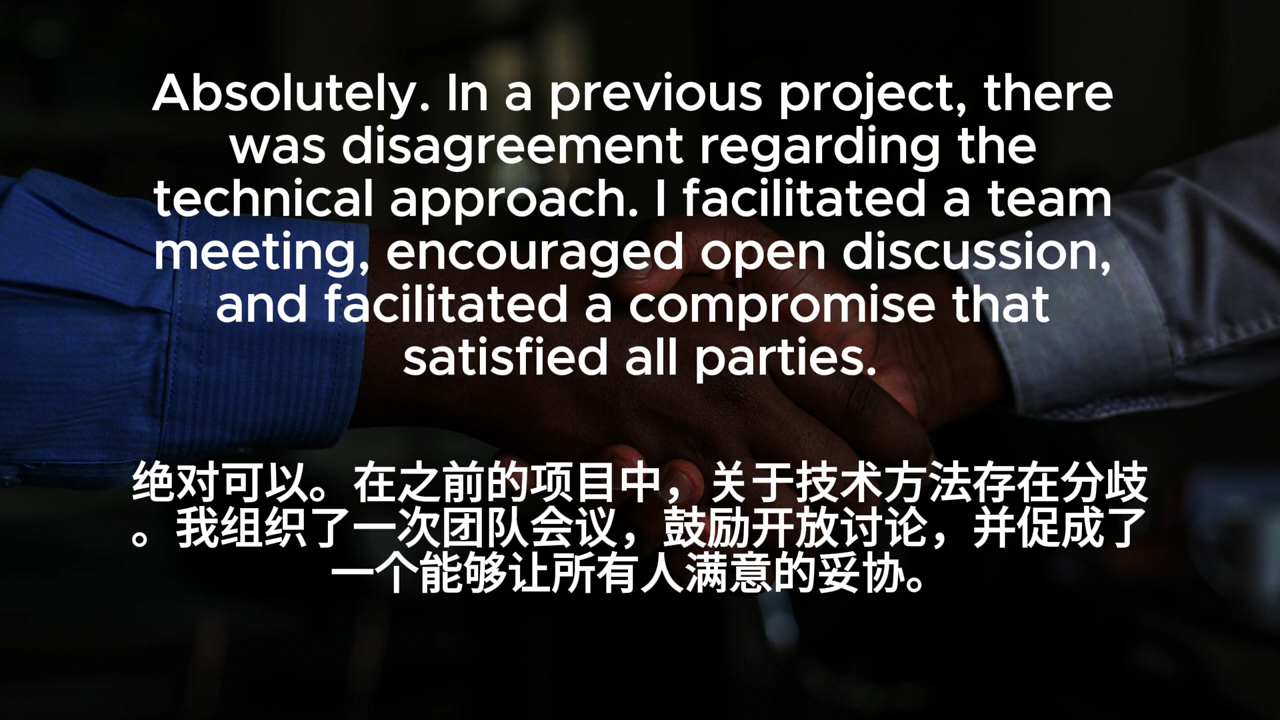 Absolutely. In a previous project, there
was disagreement regarding the
technical approach. I facilitated a team
meeting, encouraged open discussion,
and facilitated a compromise that
satisfied all parties.
绝对可以。在之前的项目中，关于技术方法存在分歧
。我组织了一次团队会议，鼓励开放讨论，并促成了
一个能够让所有人满意的妥协。